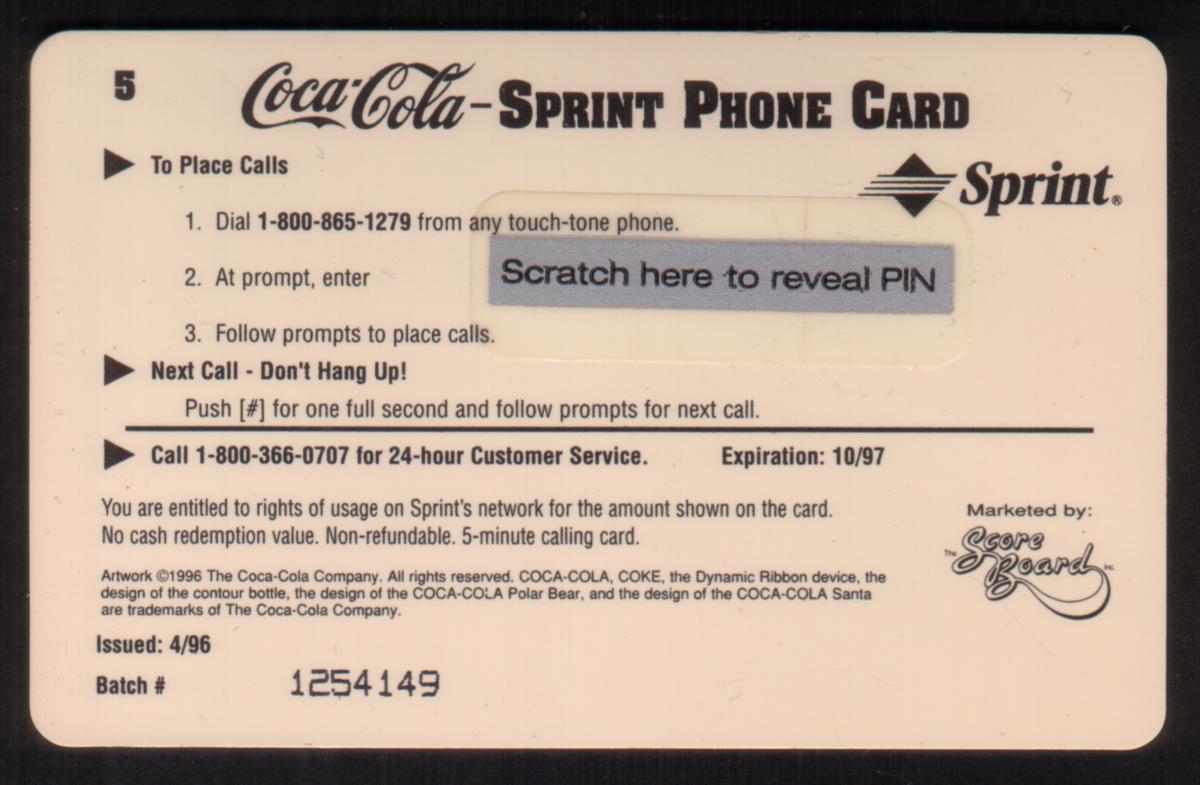 5
Coca-Cola-SPRINT PHONE CARD
To Place Calls
Sprint®
1. Dial 1-800-865-1279 from any touch-tone phone.
2. At prompt, enter
Scratch here to reveal PIN
3. Follow prompts to place calls.
Next Call - Don't Hang Up!
Push [#] for one full second and follow prompts for next call.
Call 1-800-366-0707 for 24-hour Customer Service. Expiration: 10/97
You are entitled to rights of usage on Sprint's network for the amount shown on the card.
No cash redemption value. Non-refundable. 5-minute calling card.
Marketed by:
The Score Board Inc.
Artwork ©1996 The Coca-Cola Company. All rights reserved. COCA-COLA, COKE, the Dynamic Ribbon device, the
design of the contour bottle, the design of the COCA-COLA Polar Bear, and the design of the COCA-COLA Santa
are trademarks of The Coca-Cola Company.
Issued: 4/96
Batch # 1254149